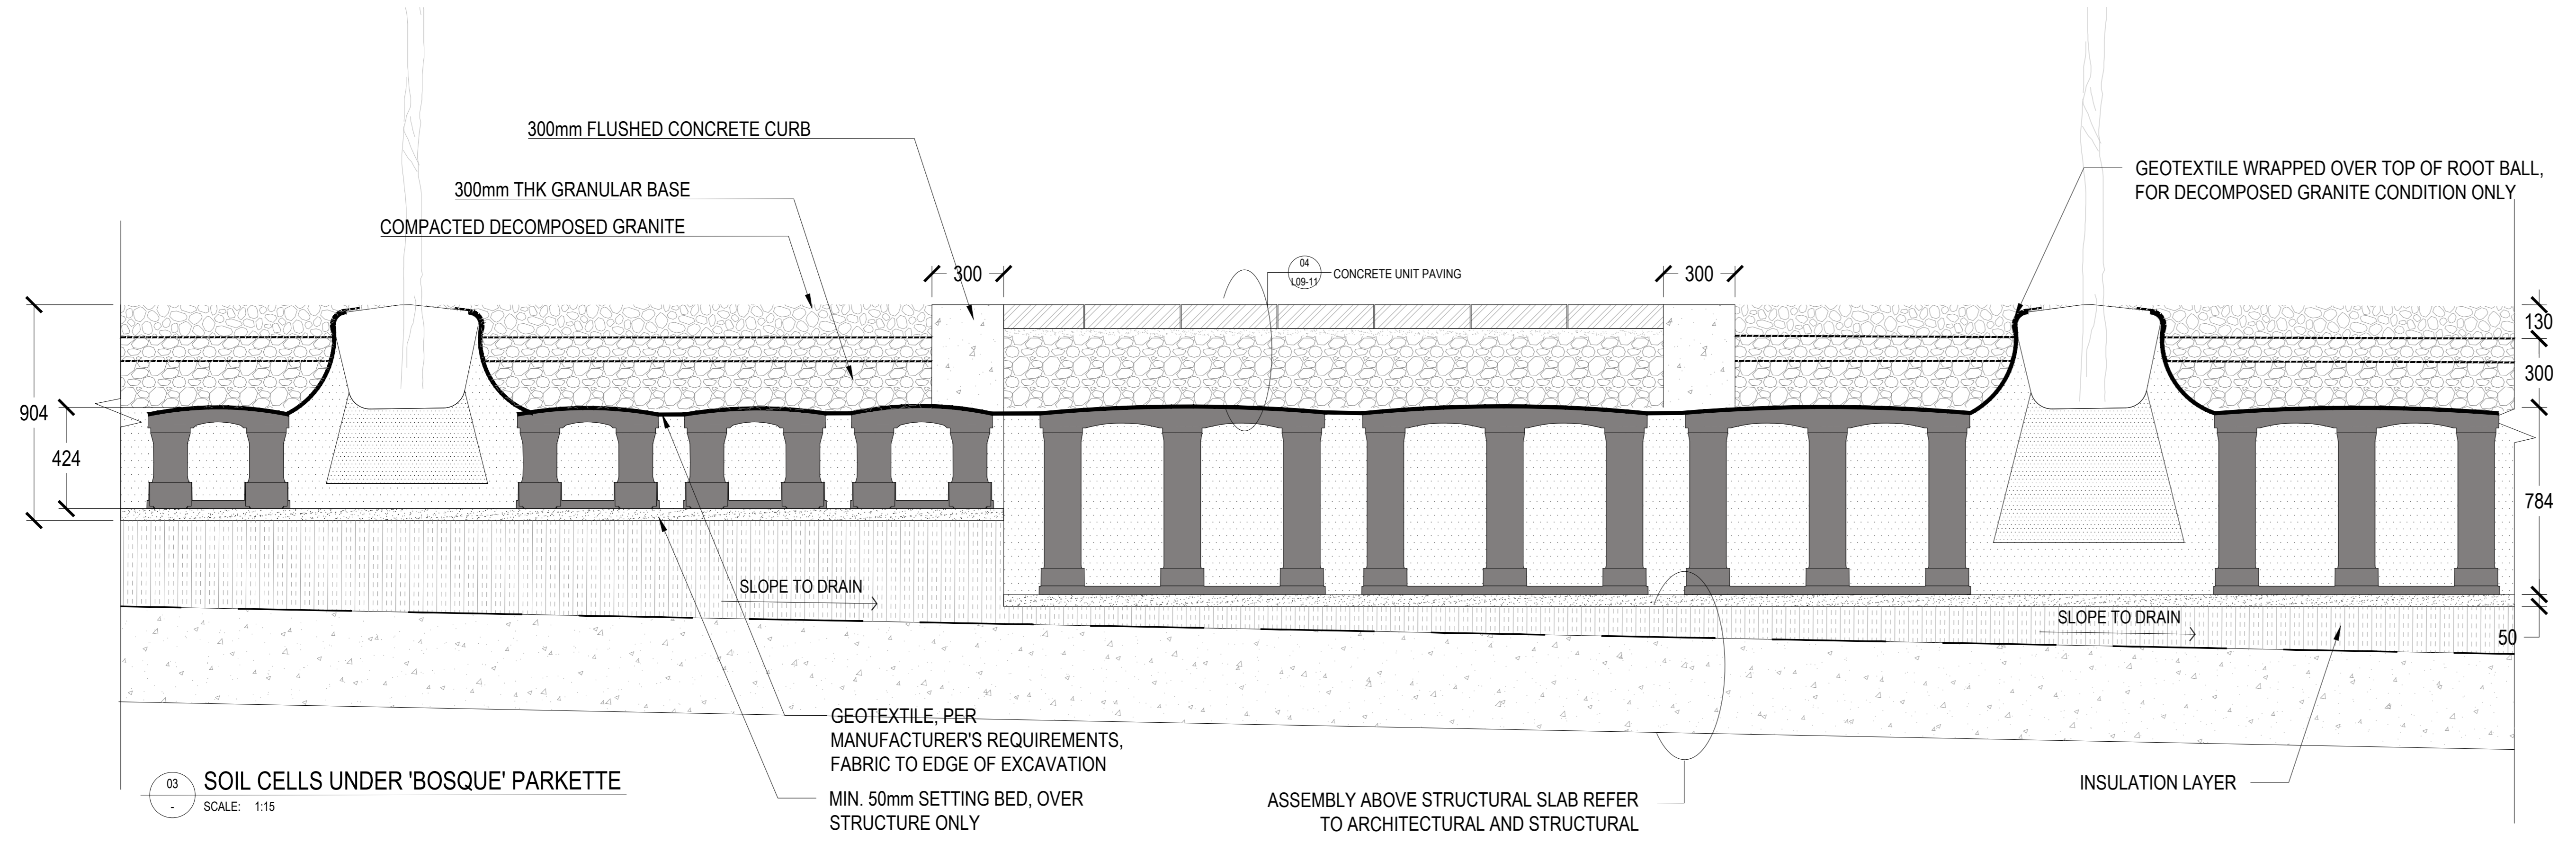 300mm FLUSHED CONCRETE CURB
300mm THK GRANULAR BASE
COMPACTED DECOMPOSED GRANITE
GEOTEXTILE WRAPPED OVER TOP OF ROOT BALL,
FOR DECOMPOSED GRANITE CONDITION ONLY
300
04
L09-11
CONCRETE UNIT PAVING
300
130
300
904
424
784
SLOPE TO DRAIN
SLOPE TO DRAIN
50
GEOTEXTILE, PER
MANUFACTURER'S REQUIREMENTS,
FABRIC TO EDGE OF EXCAVATION
MIN. 50mm SETTING BED, OVER
STRUCTURE ONLY
ASSEMBLY ABOVE STRUCTURAL SLAB REFER
TO ARCHITECTURAL AND STRUCTURAL
INSULATION LAYER
03
-
SOIL CELLS UNDER 'BOSQUE' PARKETTE
SCALE: 1:15